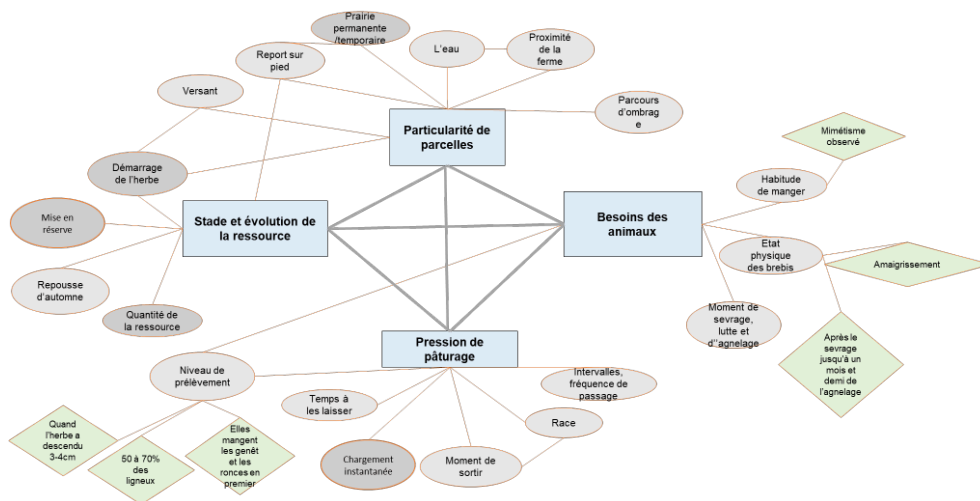 Prairie
permanente
/temporaire
Report sur
pied
L'eau
Proximité
de la
ferme
Versant
Parcours
d'ombrag
e
Particularité de
parcelles
Mimétisme
observé
Démarrage
de l'herbe
Habitude
de manger
Mise en
réserve
Stade et évolution de
la ressource
Besoins des
animaux
Etat
physique
des brebis
Amaigrissement
Repousse
d'automne
Quantité de
la ressource
Moment de
sevrage,
lutte et
d''agnelage
Pression de
pâturage
Après le
sevrage
jusqu'à un
mois et
demi de
l'agnelage
Niveau de
prélèvement
Intervalles,
fréquence de
passage
Temps à
les laisser
Race
Quand
l'herbe a
descendu
3-4cm
50 à 70%
des
ligneux
Elles
mangent
les genêt et
les ronces en
premier
Chargement
instantanée
Moment de
sortir